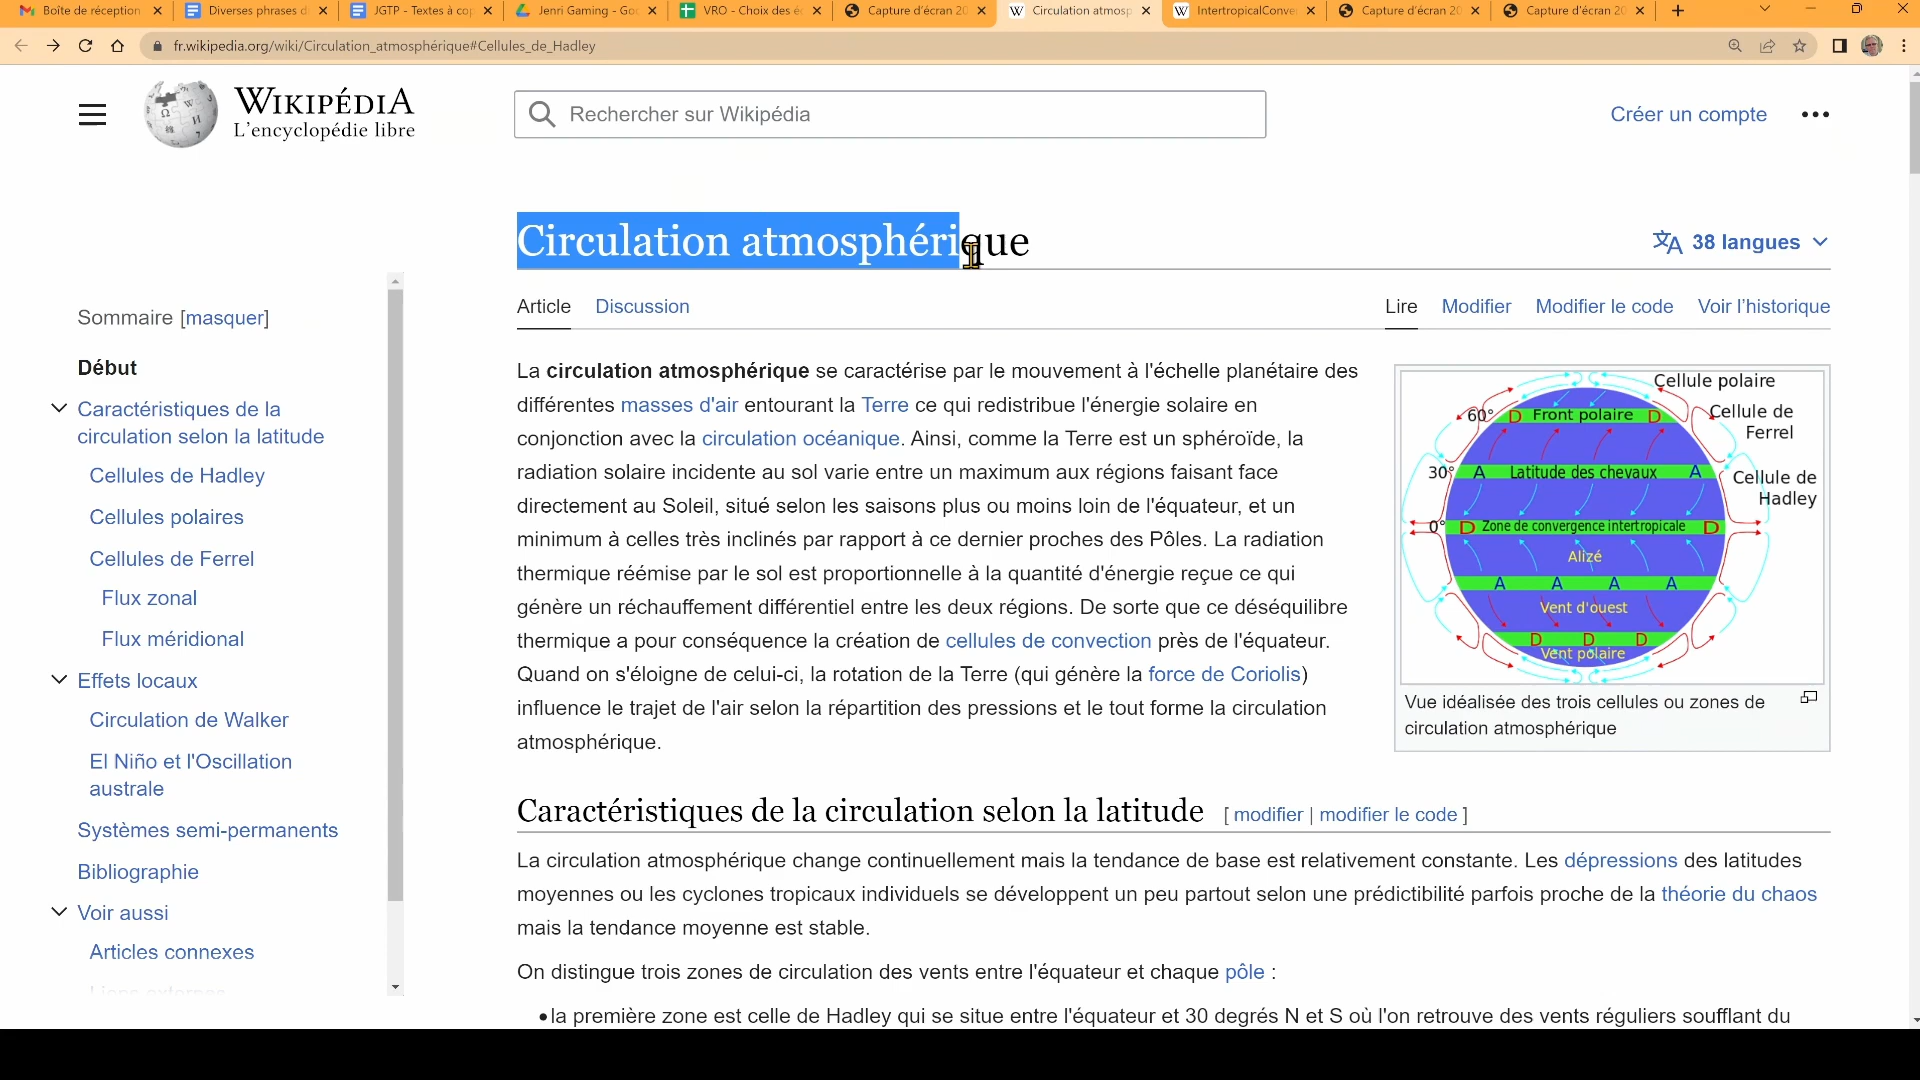 Boîte de réception
Diverses phrases d
JGTP - Textes à cop
Jenri Gaming - Goo
VRO - Choix des é
Capture d'écran 20
Circulation atmosp
IntertropicalConve
Capture d'écran 20
Capture d'écran 20
fr.wikipedia.org/wiki/Circulation_atmosphérique#Cellules_de_Hadley
WIKIPÉDIA
L'encyclopédie libre
Rechercher sur Wikipédia
Créer un compte
Circulation atmosphérique
38 langues
Article Discussion
Lire Modifier Modifier le code Voir l'historique
Sommaire [masquer]
Début
Caractéristiques de la
circulation selon la latitude
Cellules de Hadley
Cellules polaires
Cellules de Ferrel
Flux zonal
Flux méridional
Effets locaux
Circulation de Walker
El Niño et l'Oscillation
australe
Systèmes semi-permanents
Bibliographie
Voir aussi
Articles connexes
La circulation atmosphérique se caractérise par le mouvement à l'échelle planétaire des
différentes masses d'air entourant la Terre ce qui redistribue l'énergie solaire en
conjonction avec la circulation océanique. Ainsi, comme la Terre est un sphéroïde, la
radiation solaire incidente au sol varie entre un maximum aux régions faisant face
directement au Soleil, situé selon les saisons plus ou moins loin de l'équateur, et un
minimum à celles très inclinés par rapport à ce dernier proches des Pôles. La radiation
thermique réémise par le sol est proportionnelle à la quantité d'énergie reçue ce qui
génère un réchauffement différentiel entre les deux régions. De sorte que ce déséquilibre
thermique a pour conséquence la création de cellules de convection près de l'équateur.
Quand on s'éloigne de celui-ci, la rotation de la Terre (qui génère la force de Coriolis)
influence le trajet de l'air selon la répartition des pressions et le tout forme la circulation
atmosphérique.
Cellule polaire
60° D Front polaire D
Cellule de
Ferrel
30° A Latitude des chevaux A
Cellule de
Hadley
0° D Zone de convergence intertropicale D
Alizé
A A A A
Vent d'ouest
D D D
Vent polaire
Vue idéalisée des trois cellules ou zones de
circulation atmosphérique
Caractéristiques de la circulation selon la latitude [ modifier | modifier le code ]
La circulation atmosphérique change continuellement mais la tendance de base est relativement constante. Les dépressions des latitudes
moyennes ou les cyclones tropicaux individuels se développent un peu partout selon une prédictibilité parfois proche de la théorie du chaos
mais la tendance moyenne est stable.
On distingue trois zones de circulation des vents entre l'équateur et chaque pôle :
•la première zone est celle de Hadley qui se situe entre l'équateur et 30 degrés N et S où l'on retrouve des vents réguliers soufflant du